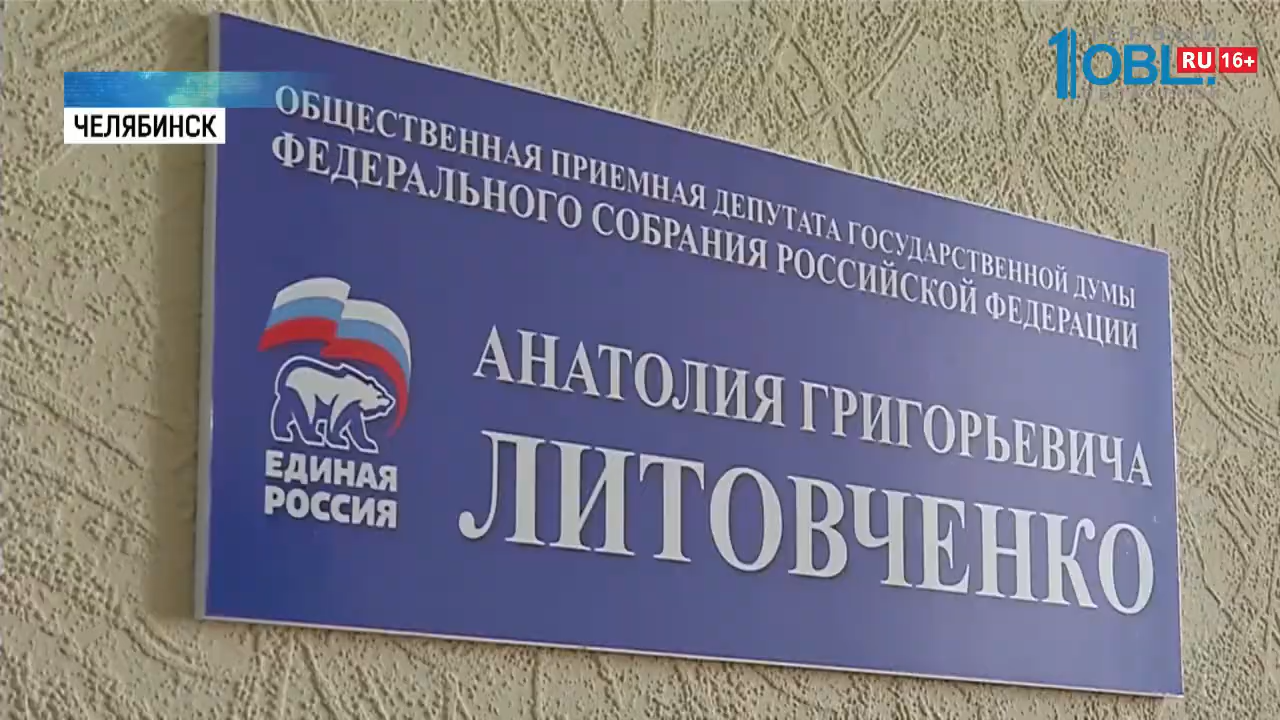 ЧЕЛЯБИНСК
1OBL.RU 16+
ОБЩЕСТВЕННАЯ ПРИЕМНАЯ ДЕПУТАТА ГОСУДАРСТВЕННОЙ ДУМЫ
ФЕДЕРАЛЬНОГО СОБРАНИЯ РОССИЙСКОЙ ФЕДЕРАЦИИ
АНАТОЛИЯ ГРИГОРЬЕВИЧА
ЛИТОВЧЕНКО
ЕДИНАЯ
РОССИЯ